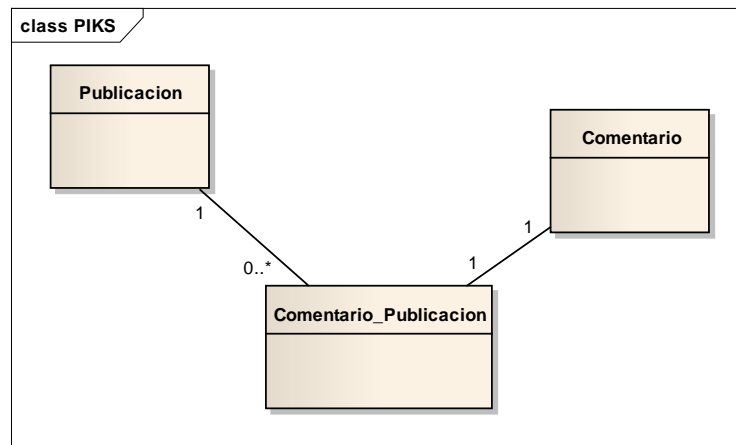 class PIKS
Publicacion
Comentario
1
0..*
1
1
Comentario_Publicacion